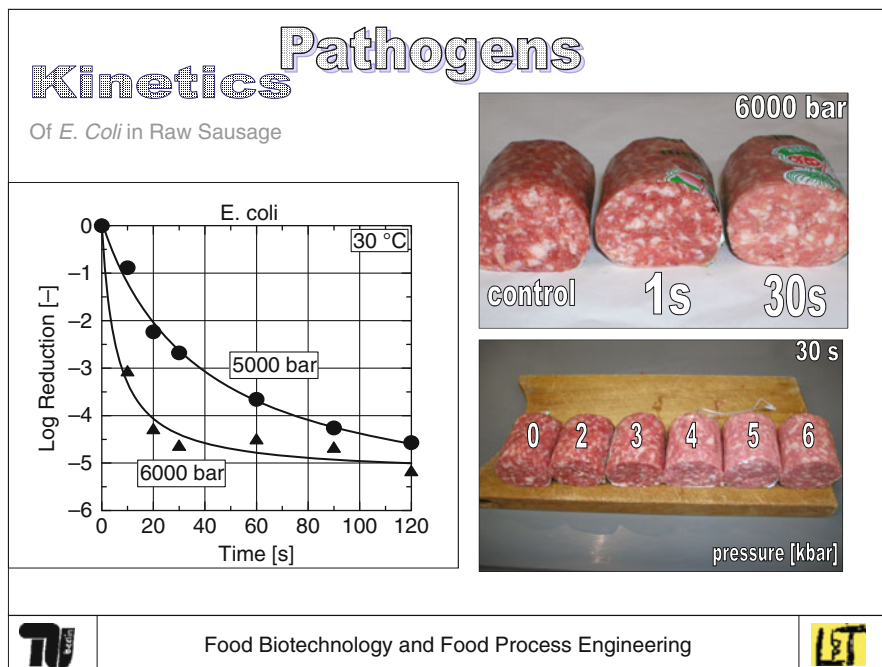 Pathogens
Kinetics
Of E. Coli in Raw Sausage
6000 bar
control 1s 30s
E. coli
30 °C
0
–1
–2
–3
–4
–5
–6
Log Reduction [–]
5000 bar
6000 bar
0 20 40 60 80 100 120
Time [s]
30 s
0 2 3 4 5 6
pressure [kbar]
Food Biotechnology and Food Process Engineering